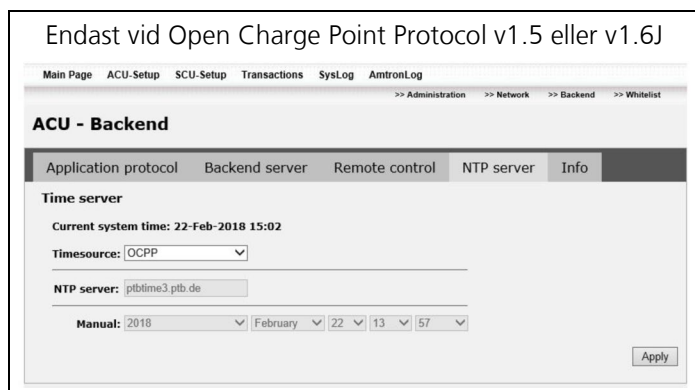 Endast vid Open Charge Point Protocol v1.5 eller v1.6J
Main Page ACU-Setup SCU-Setup Transactions SysLog AmtronLog
>> Administration >> Network >> Backend >> Whitelist
ACU - Backend
Application protocol Backend server Remote control NTP server Info
Time server
Current system time: 22-Feb-2018 15:02
Timesource: OCPP
NTP server: ptbtime3.ptb.de
Manual: 2018 February 22 13 57
Apply